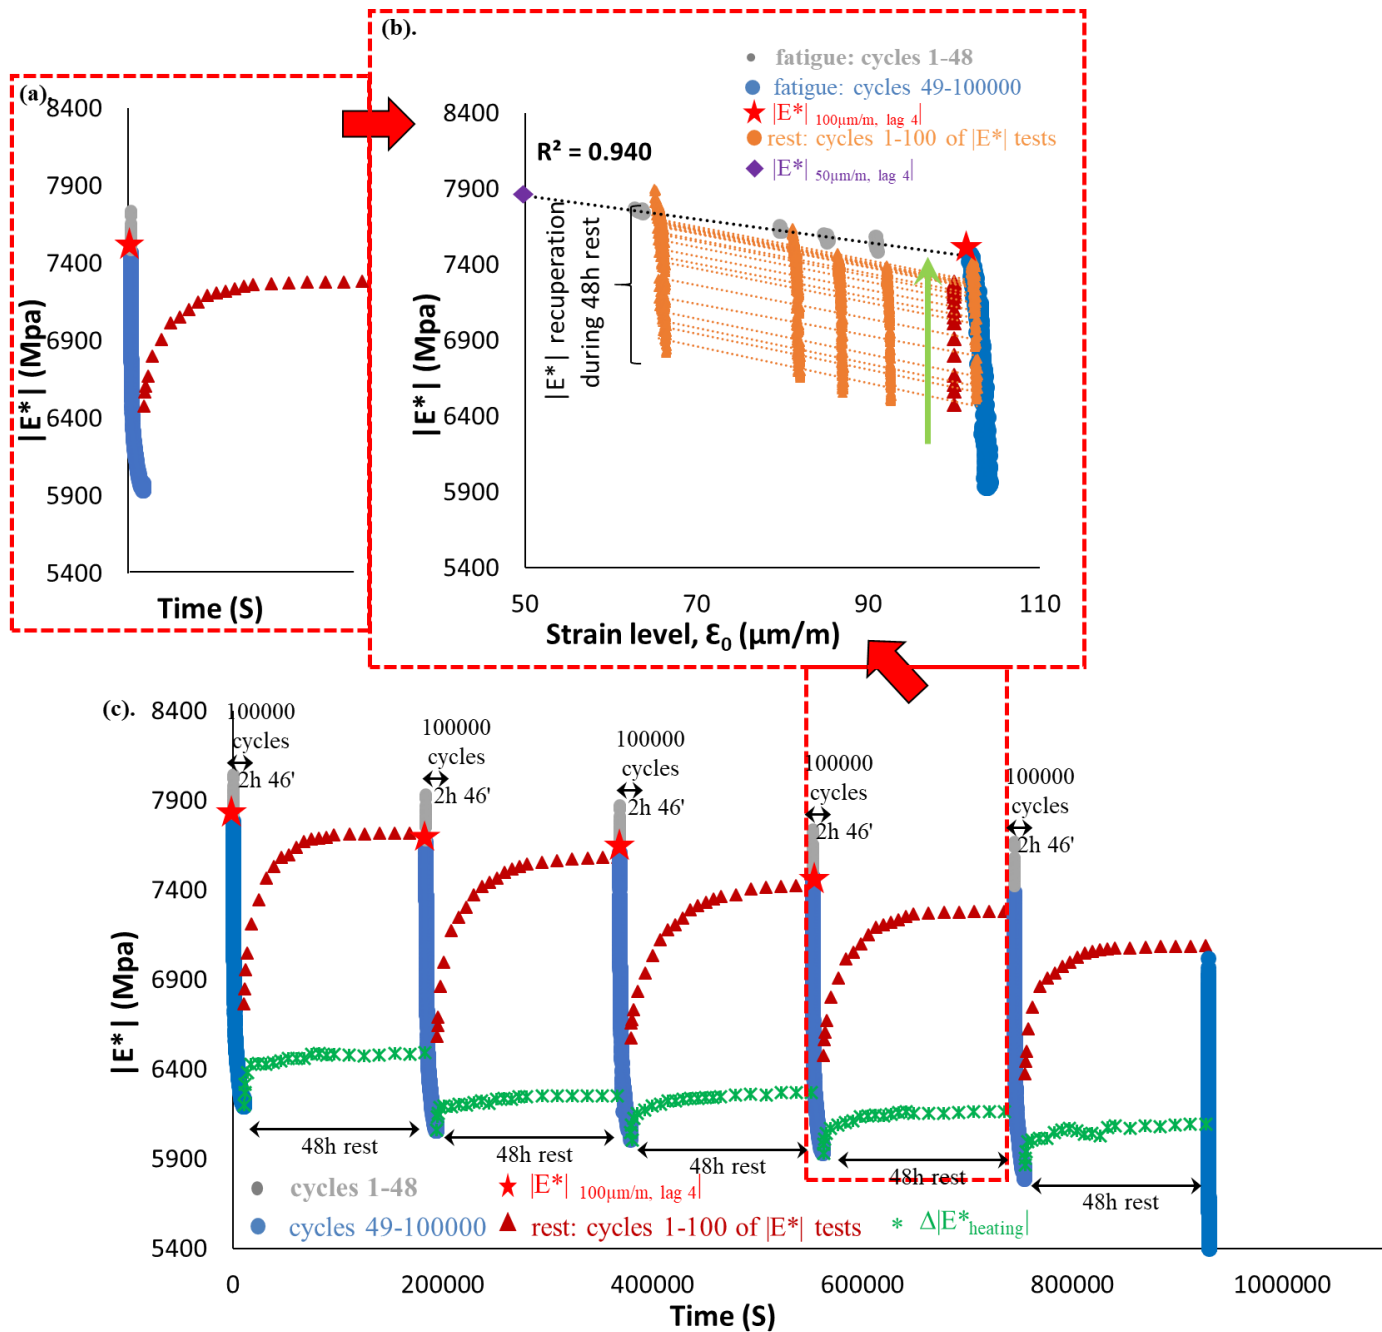 (a).
8400
7900
7400
6900
6400
5900
5400
|E*| (Mpa)
Time (S)
(b).
fatigue: cycles 1-48
fatigue: cycles 49-100000
|E*| 100µm/m, lag 4|
rest: cycles 1-100 of |E*| tests
|E*| 50µm/m, lag 4|
R² = 0.940
8400
7900
7400
6900
6400
5900
5400
|E*| (Mpa)
|E*| recuperation
during 48h rest
50
70
90
110
Strain level, Ɛ0 (µm/m)
(c).
8400
7900
7400
6900
6400
5900
5400
|E*| (Mpa)
100000
cycles
2h 46'
100000
cycles
2h 46'
100000
cycles
2h 46'
100000
cycles
2h 46'
100000
cycles
2h 46'
48h rest
48h rest
48h rest
48h rest
48h rest
cycles 1-48
|E*| 100µm/m, lag 4|
cycles 49-100000
rest: cycles 1-100 of |E*| tests
Δ|E*heating|
0
200000
400000
600000
800000
1000000
Time (S)